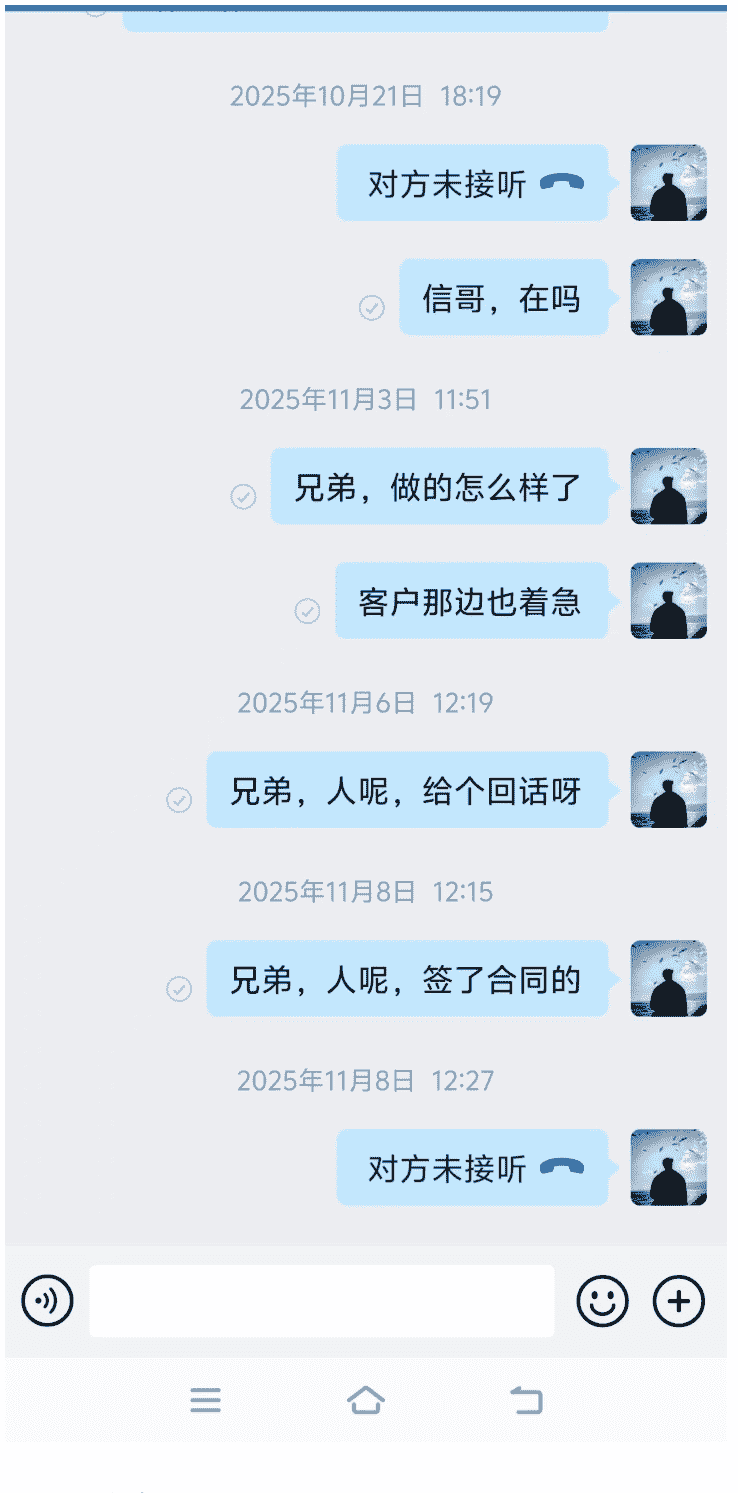 2025年10月21日 18:19
对方未接听
信哥，在吗
2025年11月3日 11:51
兄弟，做的怎么样了
客户那边也着急
2025年11月6日 12:19
兄弟，人呢，给个回话呀
2025年11月8日 12:15
兄弟，人呢，签了合同的
2025年11月8日 12:27
对方未接听